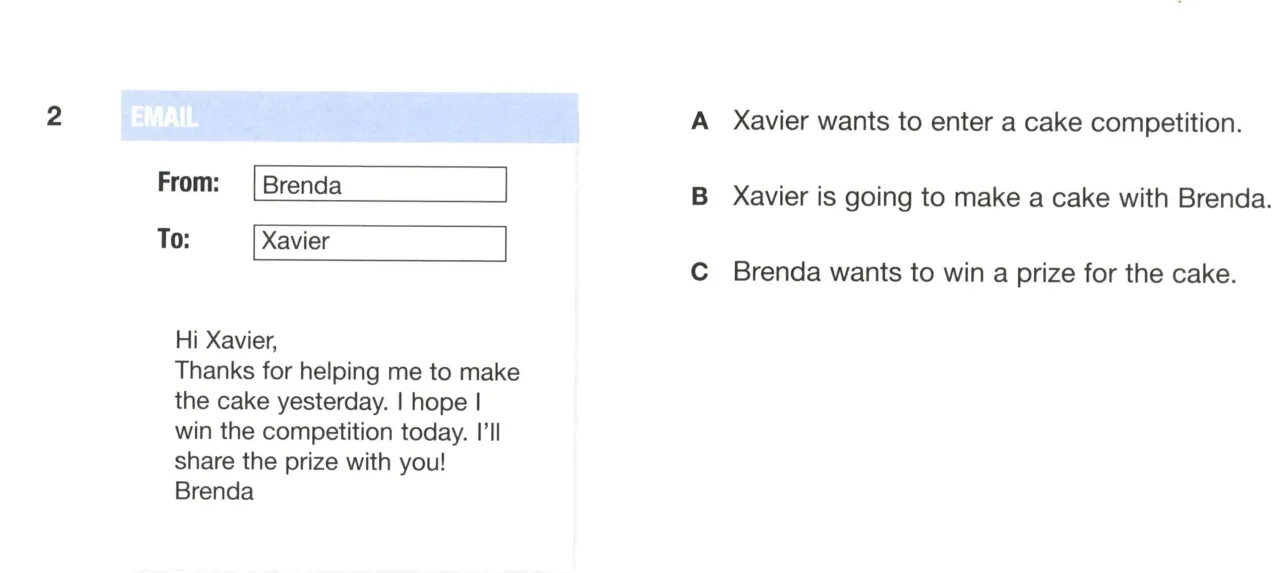 2
EMAIL
From: Brenda
To: Xavier
Hi Xavier,
Thanks for helping me to make
the cake yesterday. I hope I
win the competition today. I'll
share the prize with you!
Brenda
A Xavier wants to enter a cake competition.
B Xavier is going to make a cake with Brenda.
C Brenda wants to win a prize for the cake.